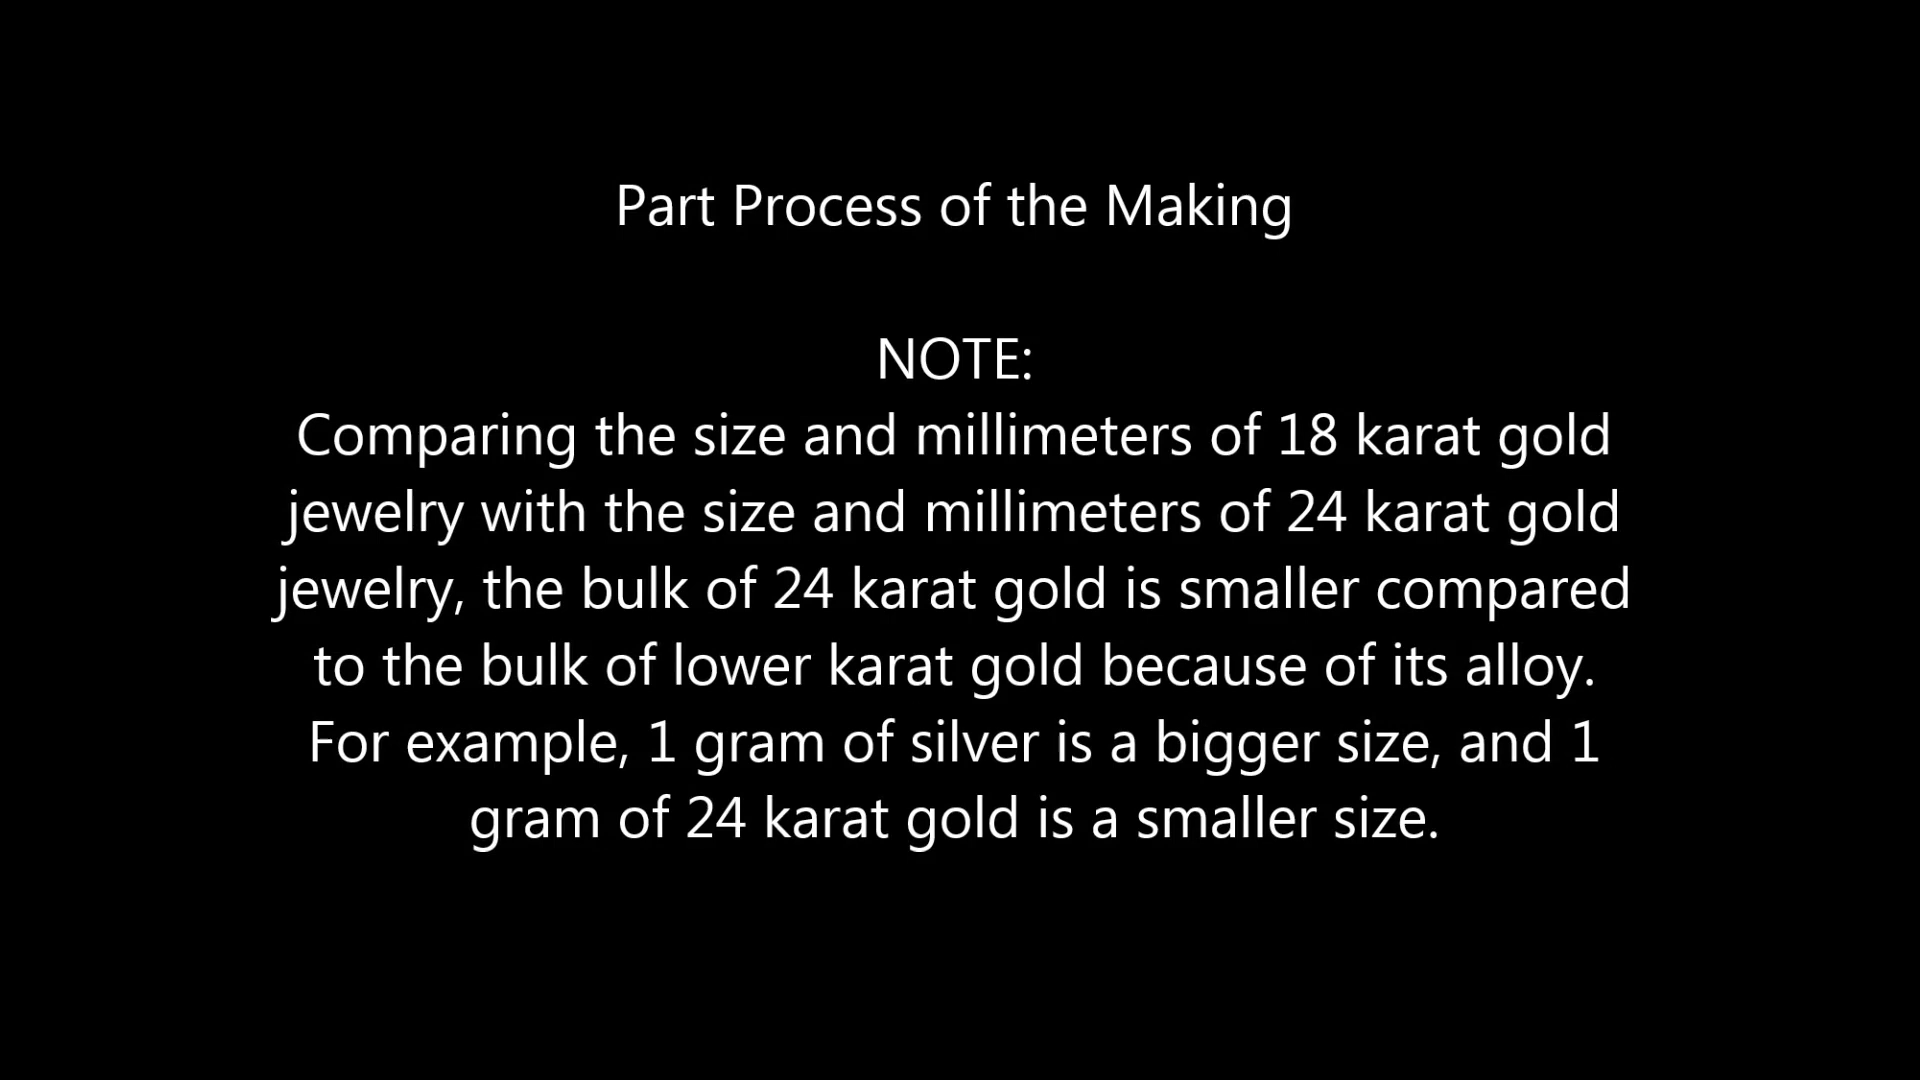 Part Process of the Making
NOTE:
Comparing the size and millimeters of 18 karat gold
jewelry with the size and millimeters of 24 karat gold
jewelry, the bulk of 24 karat gold is smaller compared
to the bulk of lower karat gold because of its alloy.
For example, 1 gram of silver is a bigger size, and 1
gram of 24 karat gold is a smaller size.